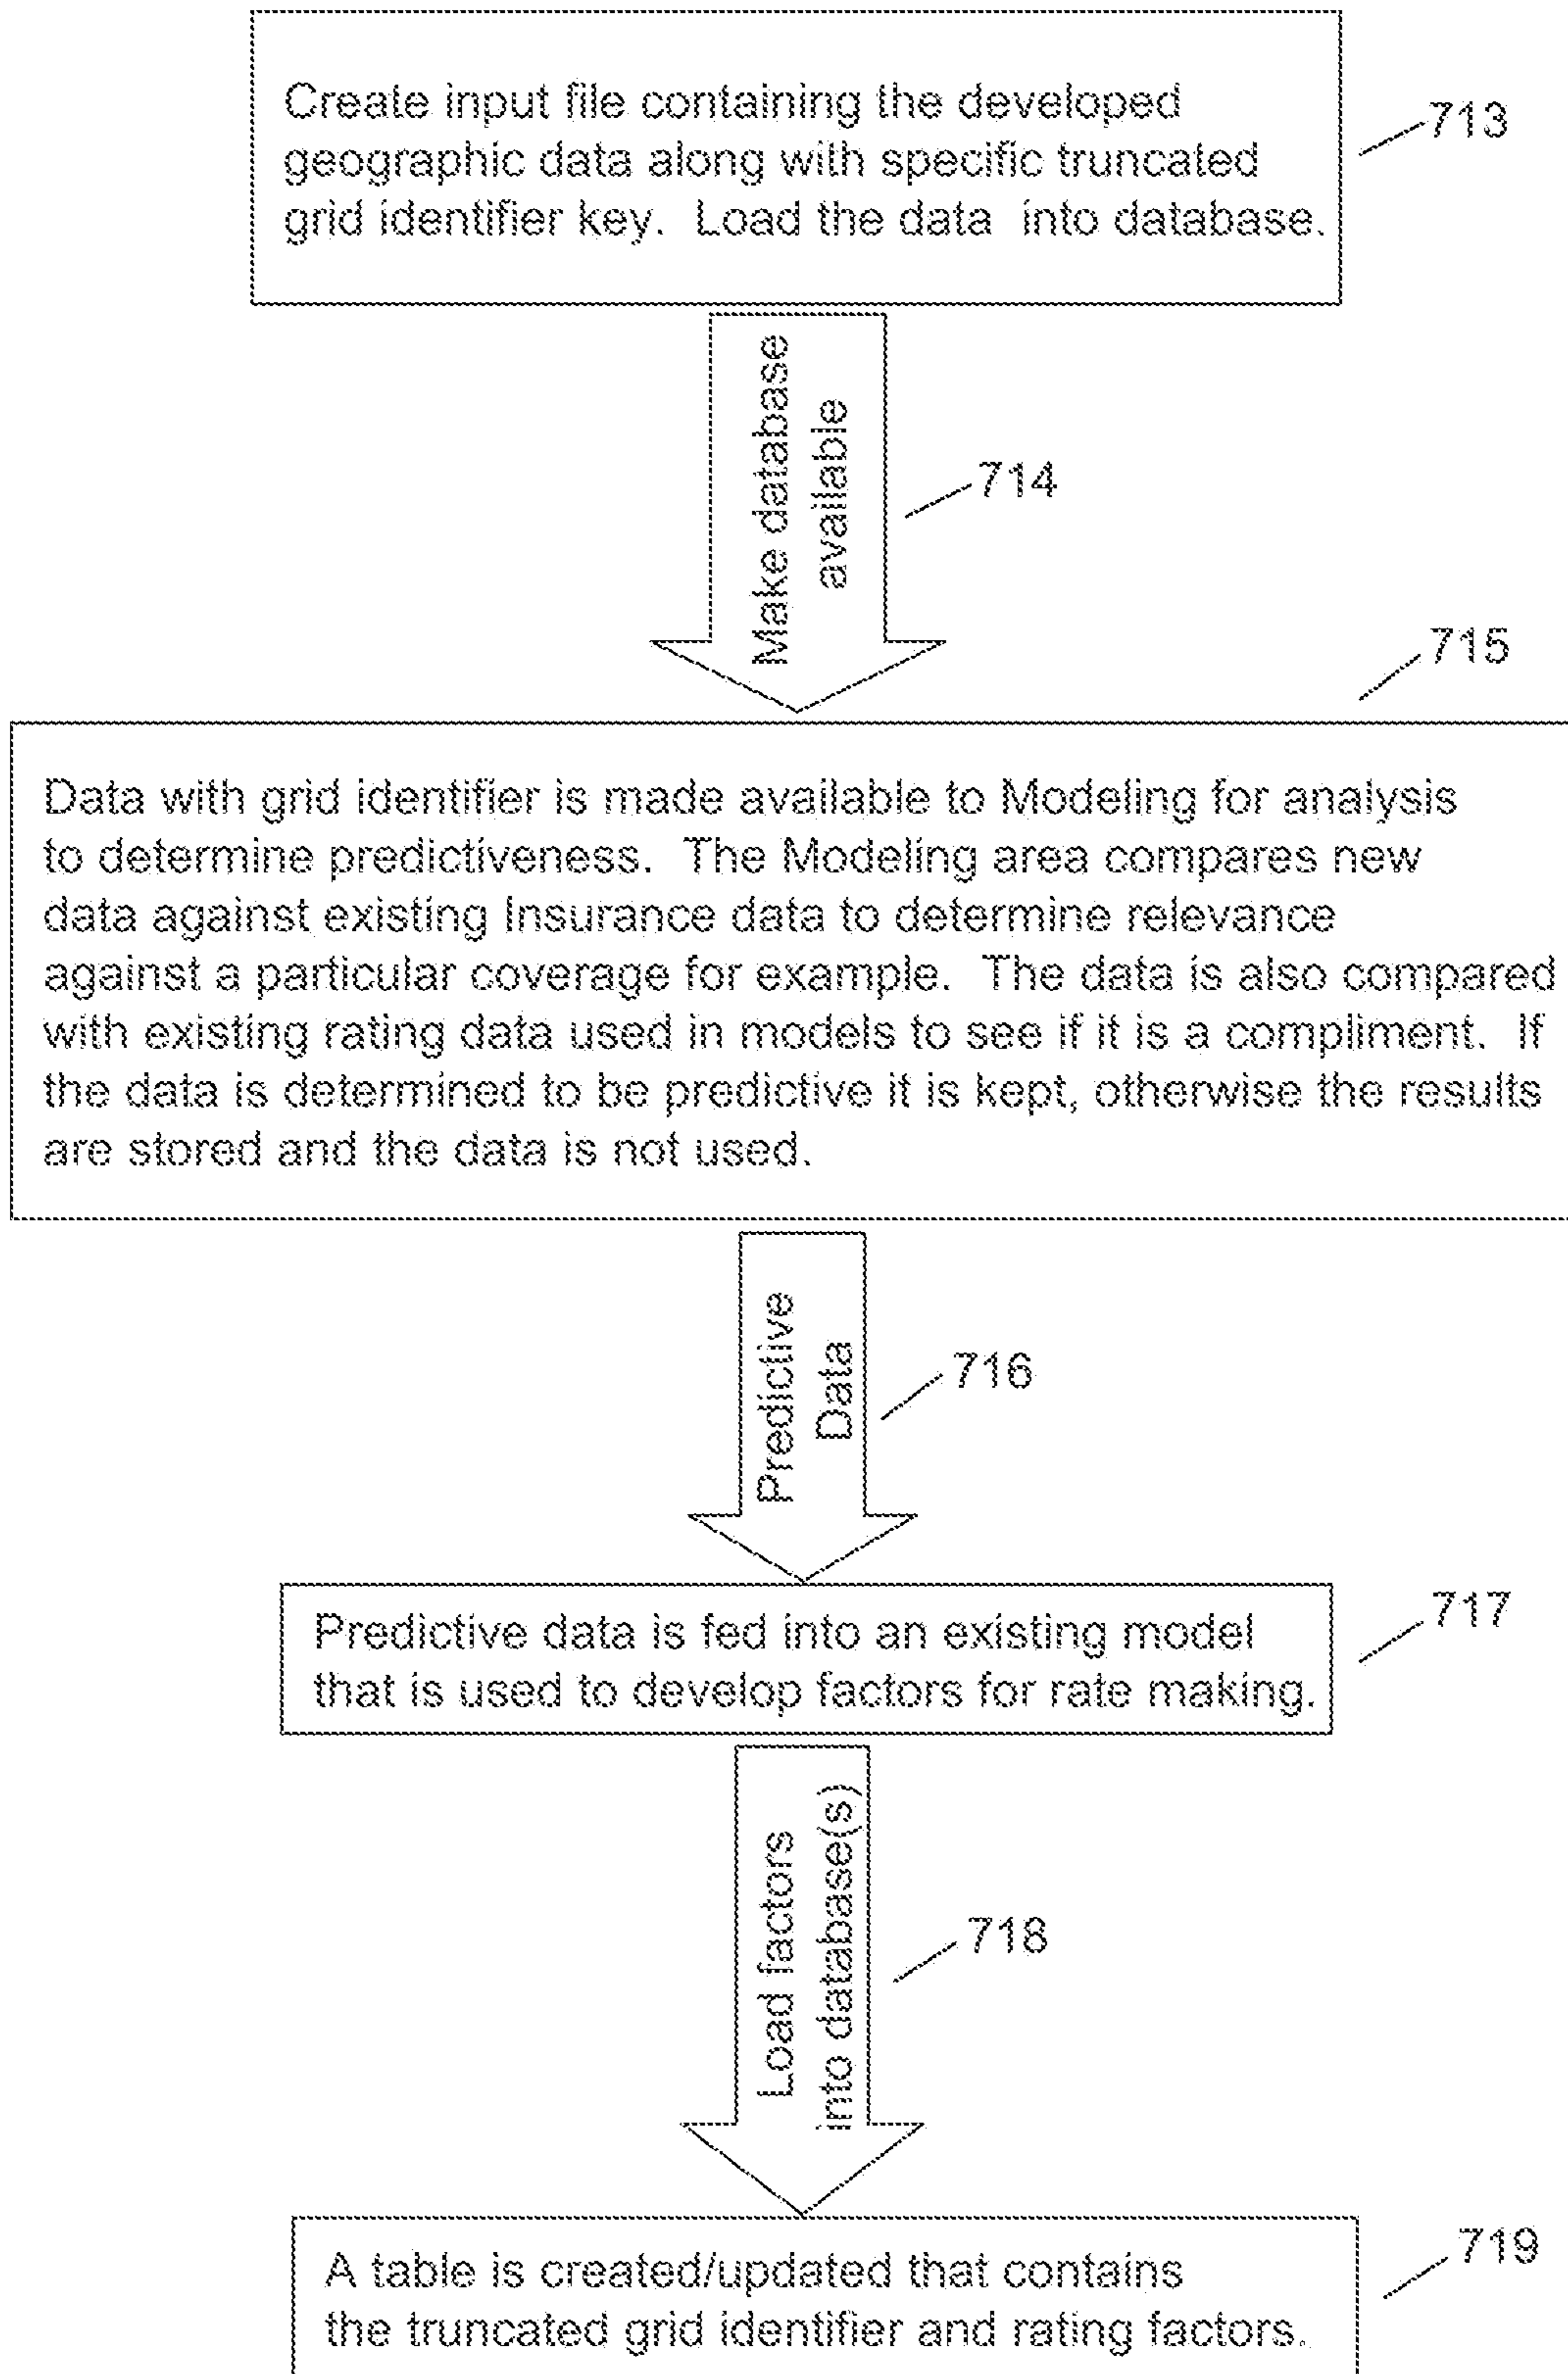 Create input file containing the developed
geographic data along with specific truncated
grid identifier key.  Load the data  into database.
713
Make database
available
714
715
Data with grid identifier is made available to Modeling for analysis
to determine predictiveness.  The Modeling area compares new
data against existing Insurance data to determine relevance
against a particular coverage for example.  The data is also compared
with existing rating data used in models to see if it is a compliment.  If
the data is determined to be predictive it is kept, otherwise the results
are stored and the data is not used.
Predictive
Data
716
Predictive data is fed into an existing model
that is used to develop factors for rate making.
717
Load factors
into database(s)
718
A table is created/updated that contains
the truncated grid identifier and rating factors.
719